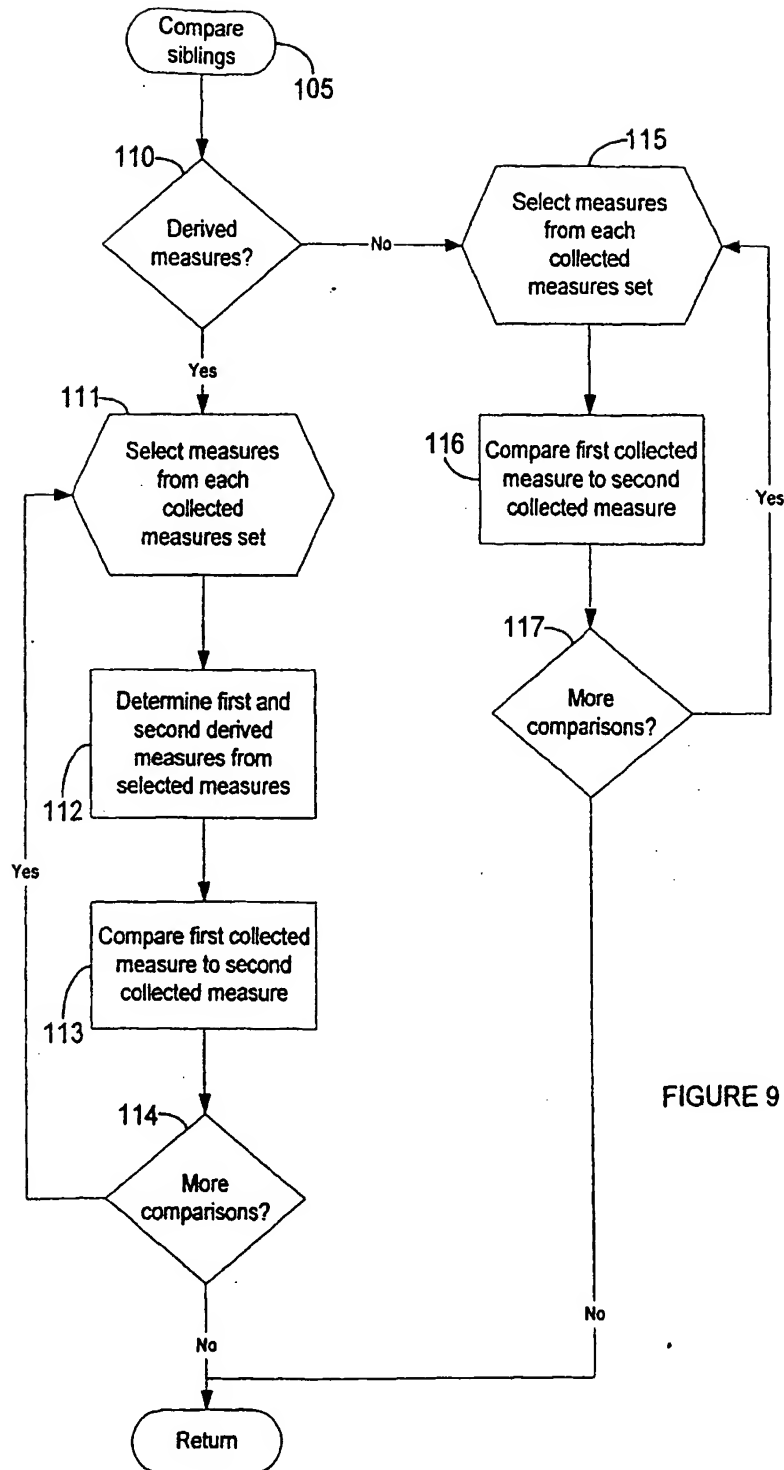 Compare
siblings
105
110
Derived
measures?
No
Yes
115
Select measures
from each
collected
measures set
111
Select measures
from each
collected
measures set
116
Compare first collected
measure to second
collected measure
Yes
117
More
comparisons?
Determine first and
second derived
measures from
selected measures
112
Yes
Compare first collected
measure to second
collected measure
113
FIGURE 9
114
More
comparisons?
No
No
Return